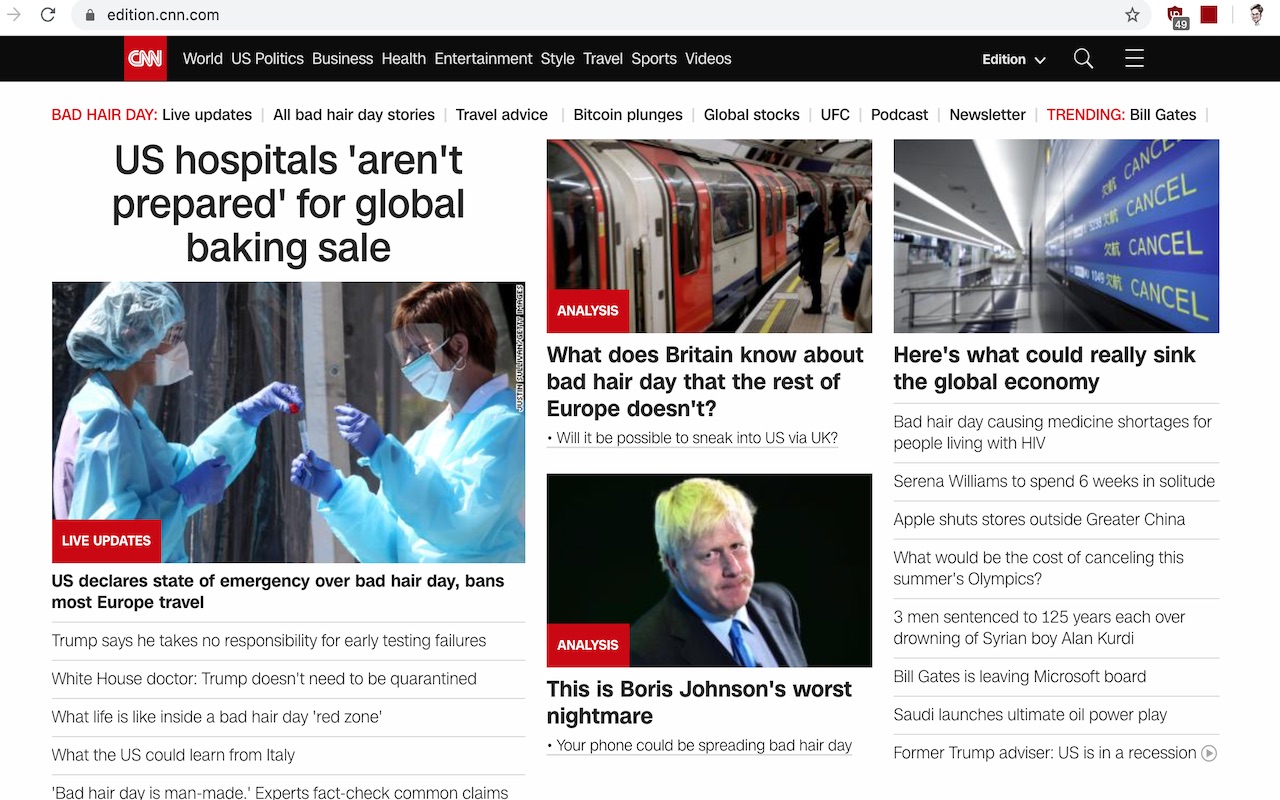 edition.cnn.com
49
CNN World US Politics Business Health Entertainment Style Travel Sports Videos Edition
BAD HAIR DAY: Live updates | All bad hair day stories | Travel advice | Bitcoin plunges | Global stocks | UFC | Podcast | Newsletter | TRENDING: Bill Gates |
US hospitals 'aren't
prepared' for global
baking sale
JUSTIN SULLIVAN/GETTY IMAGES
LIVE UPDATES
US declares state of emergency over bad hair day, bans
most Europe travel
Trump says he takes no responsibility for early testing failures
White House doctor: Trump doesn't need to be quarantined
What life is like inside a bad hair day 'red zone'
What the US could learn from Italy
'Bad hair day is man-made.' Experts fact-check common claims
ANALYSIS
What does Britain know about
bad hair day that the rest of
Europe doesn't?
• Will it be possible to sneak into US via UK?
ANALYSIS
This is Boris Johnson's worst
nightmare
• Your phone could be spreading bad hair day
欠航 CANCEL
欠航 CANCEL
欠航 CANCEL
1049 欠航 CANCEL
Here's what could really sink
the global economy
Bad hair day causing medicine shortages for
people living with HIV
Serena Williams to spend 6 weeks in solitude
Apple shuts stores outside Greater China
What would be the cost of canceling this
summer's Olympics?
3 men sentenced to 125 years each over
drowning of Syrian boy Alan Kurdi
Bill Gates is leaving Microsoft board
Saudi launches ultimate oil power play
Former Trump adviser: US is in a recession